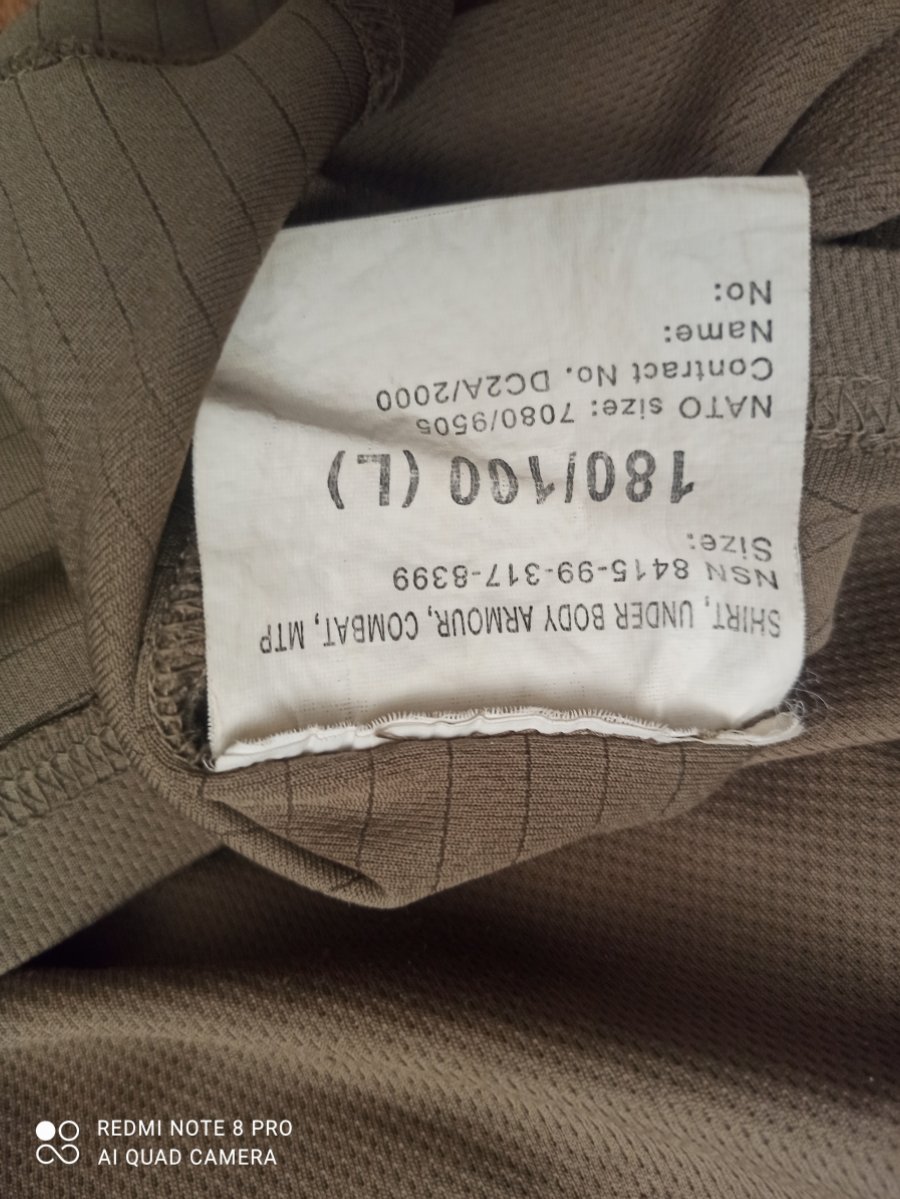 SHIRT, UNDER BODY ARMOUR, COMBAT, MTP
NSN 8415-99-317-8399
Size:
180/100 (L)
NATO size: 7080/9505
Contract No. DC2A/2000
Name:
No:
REDMI NOTE 8 PRO
AI QUAD CAMERA